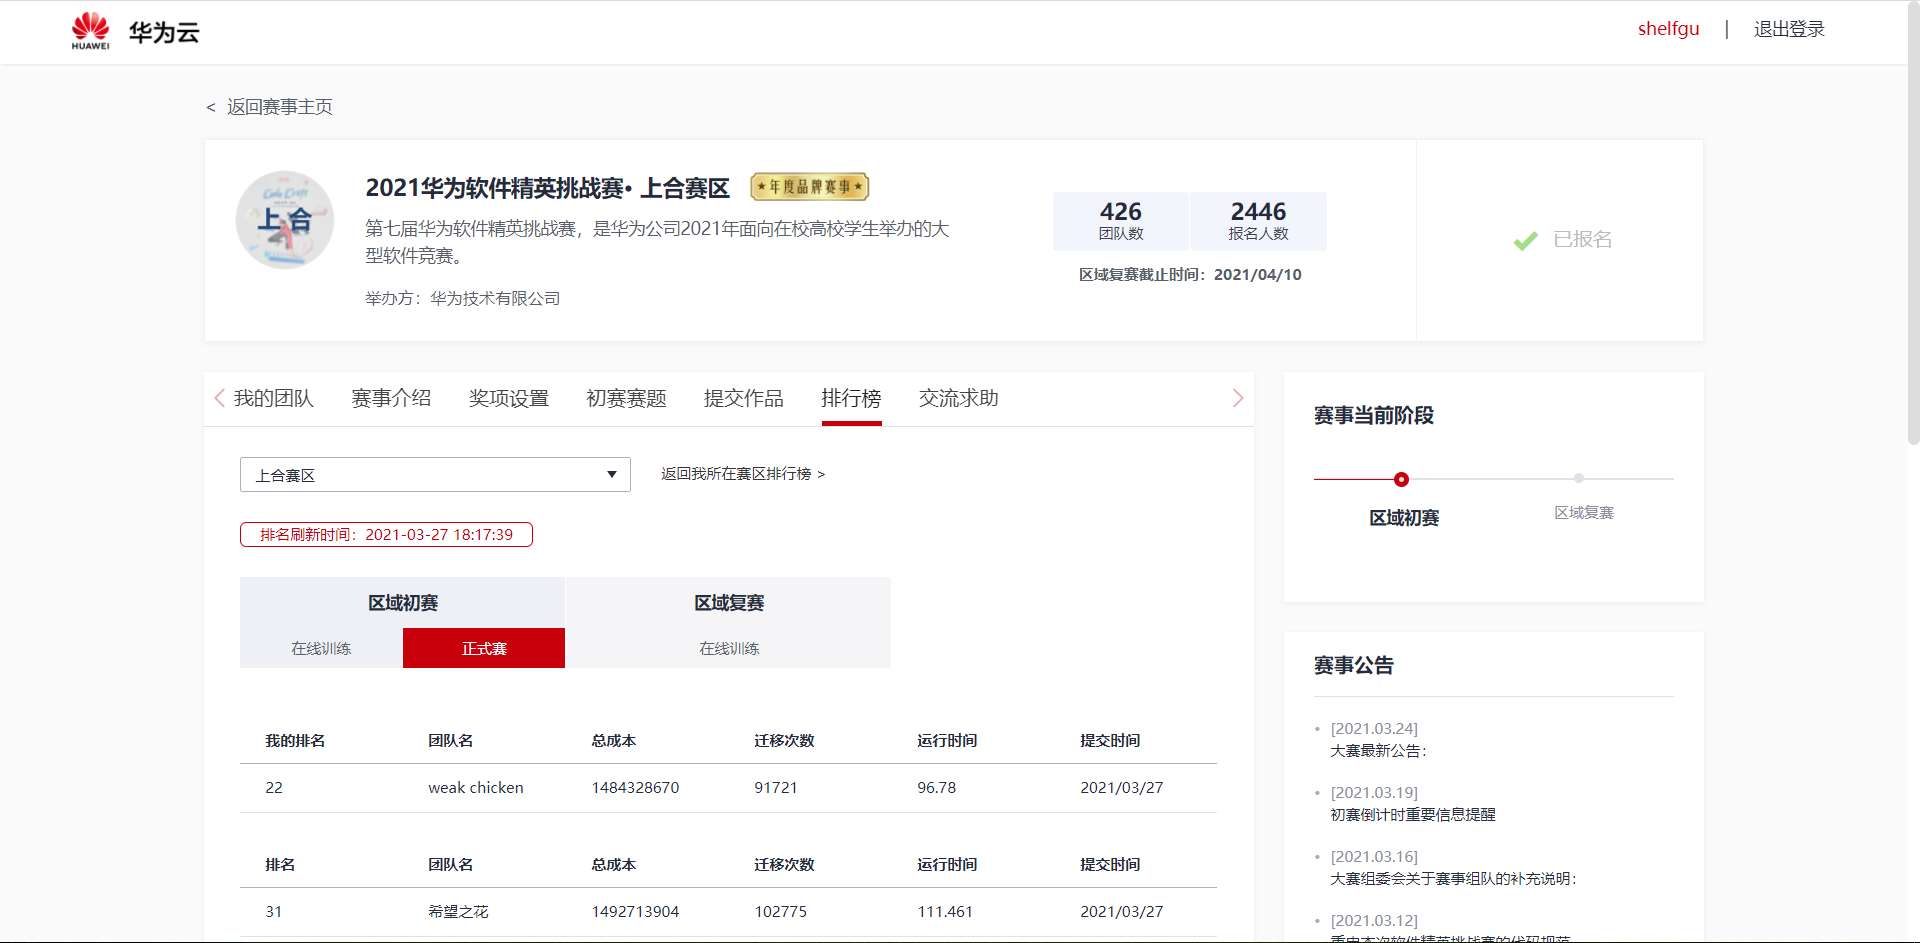 HUAWEI
华为云
shelfgu | 退出登录
< 返回赛事主页
上合
2021华为软件精英挑战赛• 上合赛区
★年度品牌赛事★
第七届华为软件精英挑战赛，是华为公司2021年面向在校高校学生举办的大
型软件竞赛。
举办方：华为技术有限公司
426
团队数
2446
报名人数
区域复赛截止时间：2021/04/10
已报名
我的团队 赛事介绍 奖项设置 初赛赛题 提交作品 排行榜 交流求助
上合赛区
返回我所在赛区排行榜 >
排名刷新时间：2021-03-27 18:17:39
区域初赛 区域复赛
在线训练 正式赛 在线训练
我的排名 团队名 总成本 迁移次数 运行时间 提交时间
22 weak chicken 1484328670 91721 96.78 2021/03/27
排名 团队名 总成本 迁移次数 运行时间 提交时间
31 希望之花 1492713904 102775 111.461 2021/03/27
赛事当前阶段
区域初赛 区域复赛
赛事公告
[2021.03.24]
大赛最新公告：
[2021.03.19]
初赛倒计时重要信息提醒
[2021.03.16]
大赛组委会关于赛事组队的补充说明：
[2021.03.12]